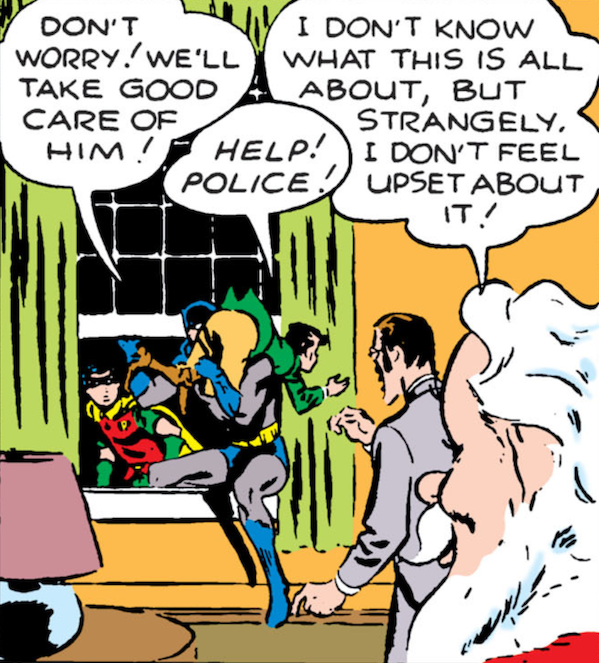 DON'T
WORRY! WE'LL
TAKE GOOD
CARE OF
HIM!
HELP!
POLICE!
I DON'T KNOW
WHAT THIS IS ALL
ABOUT, BUT
STRANGELY.
I DON'T FEEL
UPSET ABOUT
IT!